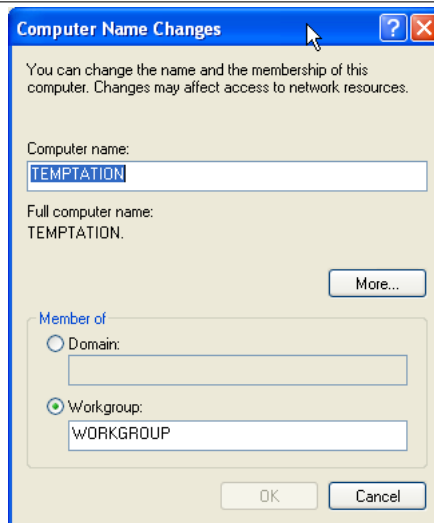 Computer Name Changes
You can change the name and the membership of this
computer. Changes may affect access to network resources.
Computer name:
TEMPTATION
Full computer name:
TEMPTATION.
More...
Member of
Domain:
Workgroup:
WORKGROUP
OK Cancel